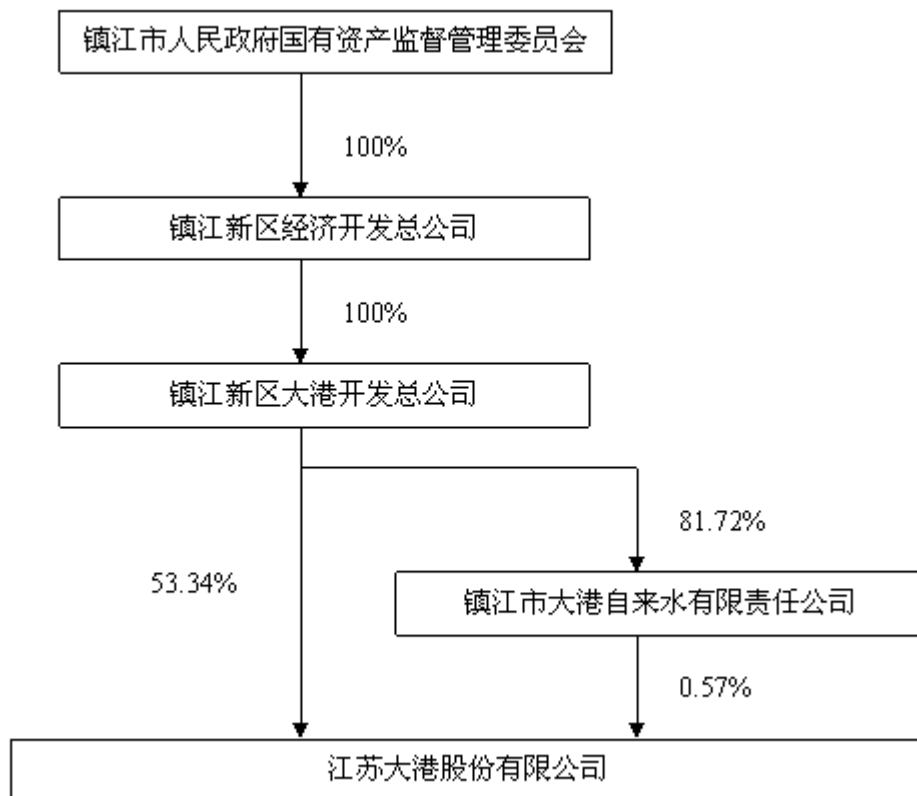 镇江市人民政府国有资产监督管理委员会
100%
镇江新区经济开发总公司
100%
镇江新区大港开发总公司
81.72%
53.34%
镇江市大港自来水有限责任公司
0.57%
江苏大港股份有限公司